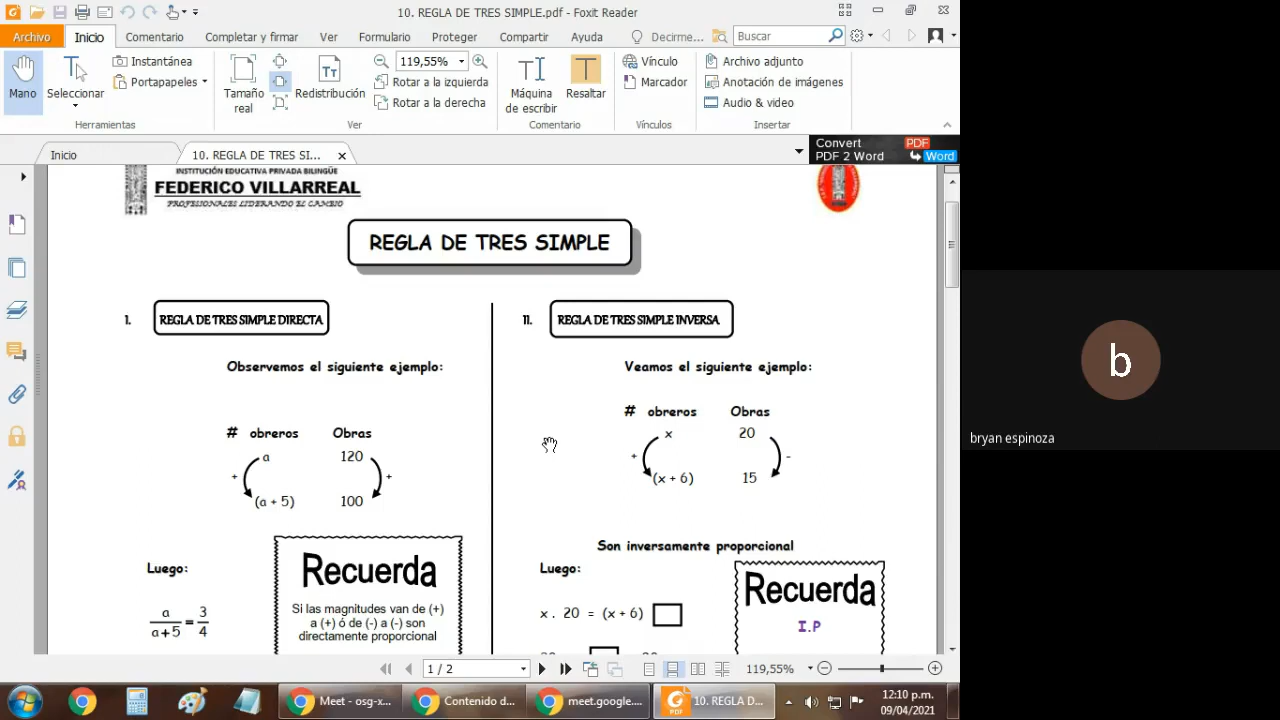 10. REGLA DE TRES SIMPLE.pdf - Foxit Reader
Archivo Inicio Comentario Completar y firmar Ver Formulario Proteger Compartir Ayuda Decirme... Buscar
Mano
Seleccionar
Instantánea
Portapapeles
Tamaño real
119,55%
Rotar a la izquierda
Rotar a la derecha
Redistribución
Máquina de escribir
Resaltar
Vínculo
Marcador
Archivo adjunto
Anotación de imágenes
Audio & video
Herramientas Ver Comentario Vínculos Insertar
Inicio 10. REGLA DE TRES SI...
Convert PDF
PDF 2 Word Word
INSTITUCIÓN EDUCATIVA PRIVADA BILINGÜE
FEDERICO VILLARREAL
PROFESIONALES LIDERANDO EL CAMBIO
REGLA DE TRES SIMPLE
I. REGLA DE TRES SIMPLE DIRECTA
Observemos el siguiente ejemplo:
# obreros Obras
a 120
+ +
(a + 5) 100
Luego:
a / a + 5 = 3 / 4
Recuerda
Si las magnitudes van de (+)
a (+) ó de (-) a (-) son
directamente proporcional
II. REGLA DE TRES SIMPLE INVERSA
Veamos el siguiente ejemplo:
# obreros Obras
x 20
+ -
(x + 6) 15
Son inversamente proporcional
Luego:
x . 20 = (x + 6)
Recuerda
I.P
b
bryan espinoza
1 / 2
119,55%
Meet - osg-x...
Contenido d...
meet.google....
10. REGLA D...
12:10 p.m.
09/04/2021